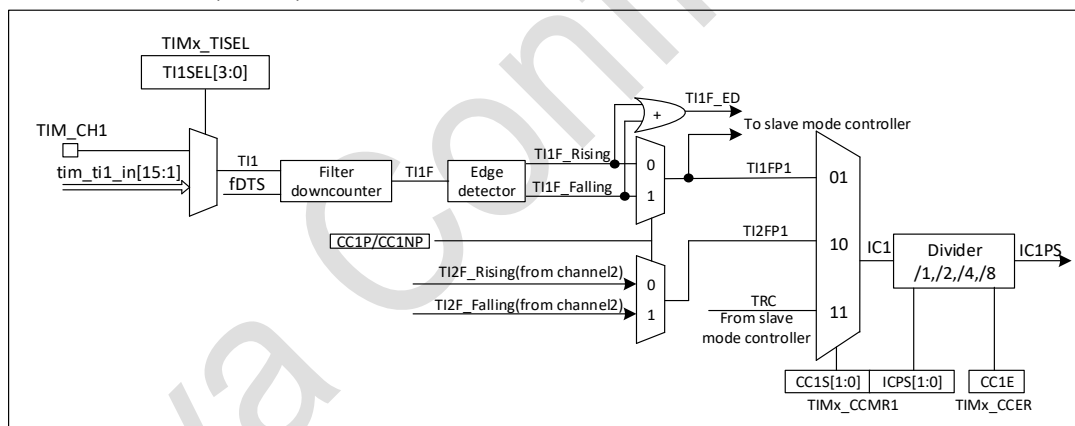 TIMx_TISEL
TI1SEL[3:0]
TIM_CH1
tim_ti1_in[15:1]
TI1
fDTS
Filter
downcounter
TI1F
Edge
detector
TI1F_Rising
TI1F_Falling
+
TI1F_ED
To slave mode controller
0
1
TI1FP1
CC1P/CC1NP
TI2F_Rising(from channel2)
TI2F_Falling(from channel2)
0
1
TI2FP1
TRC
From slave
mode controller
01
10
11
IC1
Divider
/1,/2,/4,/8
IC1PS
CC1S[1:0]
ICPS[1:0]
CC1E
TIMx_CCMR1
TIMx_CCER